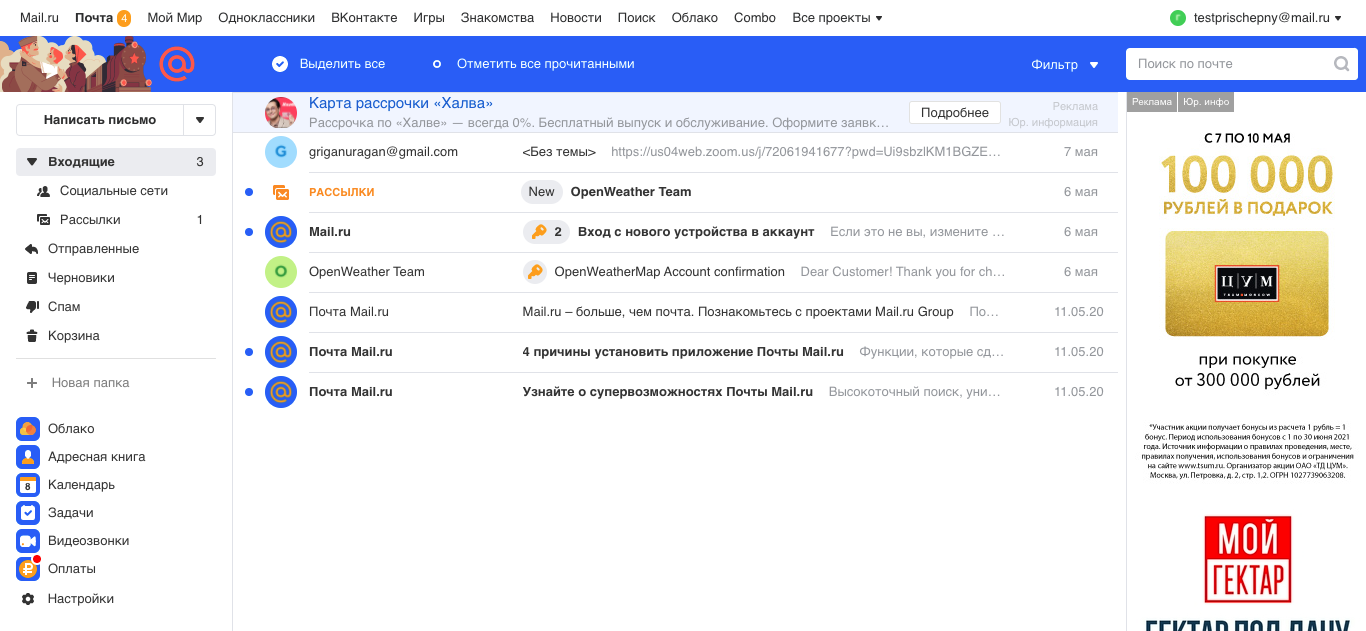 Mail.ru Почта 4 Мой Мир Одноклассники ВКонтакте Игры Знакомства Новости Поиск Облако Combo Все проекты
г testprischepny@mail.ru
Выделить все Отметить все прочитанными Фильтр Поиск по почте
Написать письмо
Входящие 3
Социальные сети
Рассылки 1
Отправленные
Черновики
Спам
Корзина
Новая папка
Облако
Адресная книга
8 Календарь
Задачи
Видеозвонки
Оплаты
Настройки
Карта рассрочки «Халва»
Рассрочка по «Халве» — всегда 0%. Бесплатный выпуск и обслуживание. Оформите заявк…
Подробнее
Реклама
Юр. информация
G griganuragan@gmail.com <Без темы> https://us04web.zoom.us/j/72061941677?pwd=Ui9sbzlKM1BGZE… 7 мая
РАССЫЛКИ New OpenWeather Team 6 мая
Mail.ru 2 Вход с нового устройства в аккаунт Если это не вы, измените … 6 мая
O OpenWeather Team OpenWeatherMap Account confirmation Dear Customer! Thank you for ch… 6 мая
Почта Mail.ru Mail.ru – больше, чем почта. Познакомьтесь с проектами Mail.ru Group По… 11.05.20
Почта Mail.ru 4 причины установить приложение Почты Mail.ru Функции, которые сд… 11.05.20
Почта Mail.ru Узнайте о супервозможностях Почты Mail.ru Высокоточный поиск, уни… 11.05.20
Реклама Юр. инфо
С 7 ПО 10 МАЯ
100 000
РУБЛЕЙ В ПОДАРОК
ЦУМ
TSUM MOSCOW
при покупке
от 300 000 рублей
*Участник акции получает бонусы из расчета 1 рубль = 1
бонус. Период использования бонусов с 1 по 30 июня 2021
года. Источник информации о правилах проведения, месте,
правилах получения, использования бонусов и ограничения
на сайте www.tsum.ru. Организатор акции ОАО «ТД ЦУМ».
Москва, ул. Петровка, д. 2, стр. 1,2. ОГРН 1027739063208.
МОЙ
ГЕКТАР
ГЕКТАР ПОД ДАЧУ